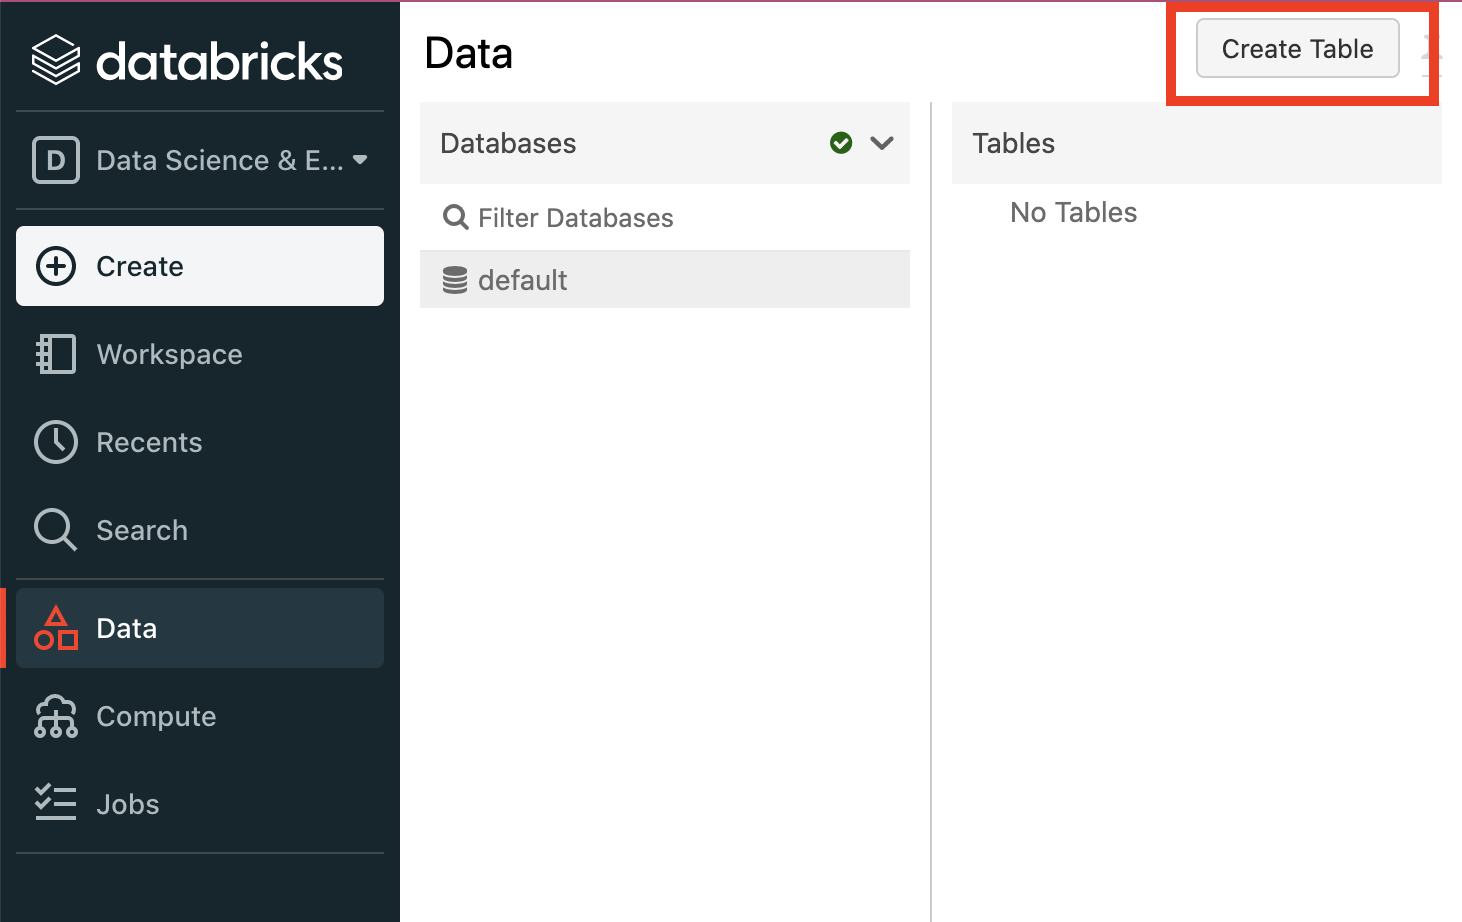 databricks
D Data Science & E...
Create
Workspace
Recents
Search
Data
Compute
Jobs
Data
Create Table
Databases
Filter Databases
default
Tables
No Tables